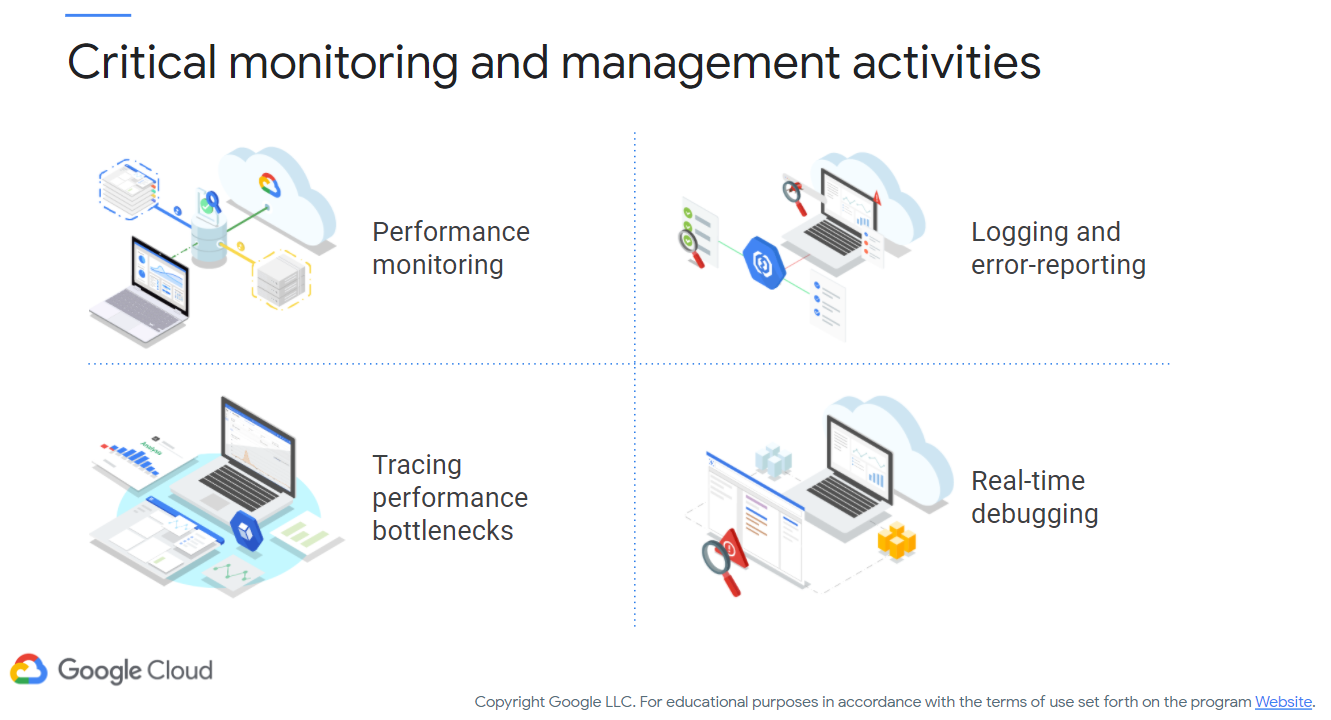 Critical monitoring and management activities
Performance
monitoring
Logging and
error-reporting
Tracing
performance
bottlenecks
Real-time
debugging
Google Cloud
Copyright Google LLC. For educational purposes in accordance with the terms of use set forth on the program Website.